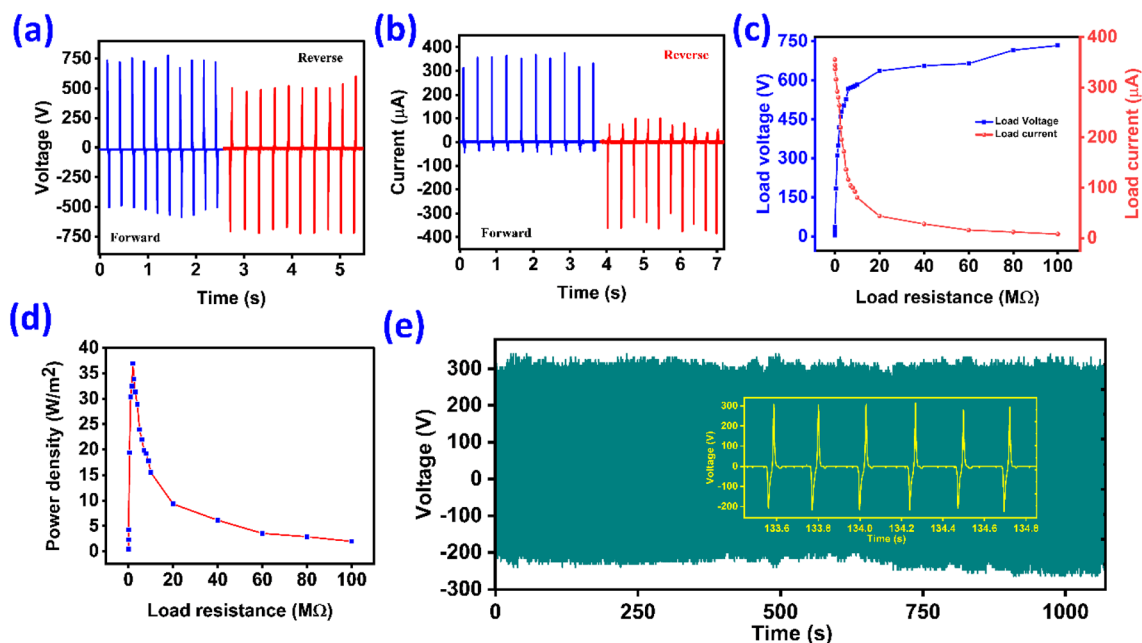 (a)
Voltage (V)
750
500
250
0
-250
-500
-750
Reverse
Forward
0 1 2 3 4 5
Time (s)
(b)
Current (µA)
400
300
200
100
0
-100
-200
-300
-400
Reverse
Forward
0 1 2 3 4 5 6 7
Time (s)
(c)
Load voltage (V)
750
600
450
300
150
0
Load Voltage
Load current
400
300
200
100
0
Load current (µA)
0 20 40 60 80 100
Load resistance (MΩ)
(d)
Power density (W/m2)
40
35
30
25
20
15
10
5
0
0 20 40 60 80 100
Load resistance (MΩ)
(e)
Voltage (V)
300
200
100
0
-100
-200
-300
Voltage (V)
300
200
100
0
-100
-200
133.6 133.8 134.0 134.2 134.4 134.6 134.8
Time (s)
0 250 500 750 1000
Time (s)